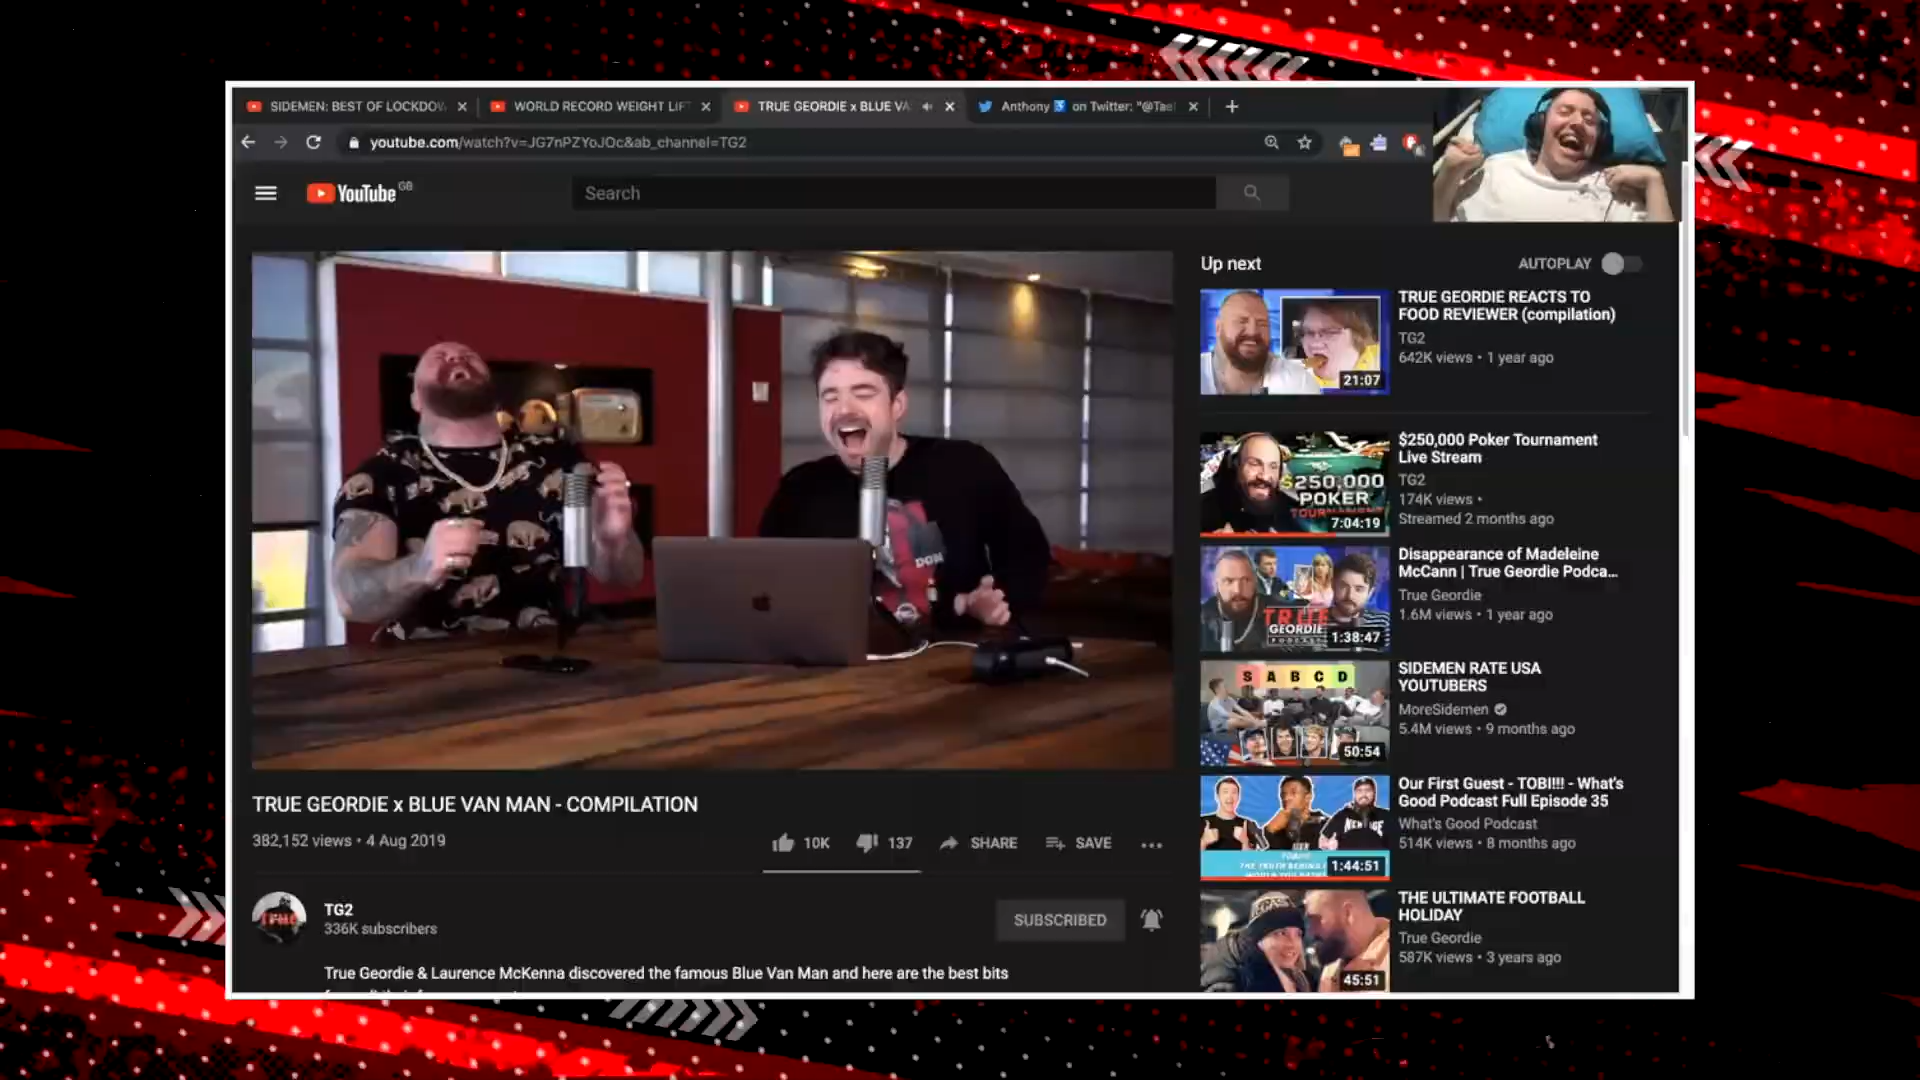 SIDEMEN: BEST OF LOCKDOW
WORLD RECORD WEIGHT LIF
TRUE GEORDIE x BLUE VA
Anthony on Twitter: "@Tae
youtube.com/watch?v=JG7nPZYoJOc&ab_channel=TG2
YouTube GB
Search
Up next
AUTOPLAY
TRUE GEORDIE REACTS TO
FOOD REVIEWER (compilation)
TG2
642K views • 1 year ago
21:07
$250,000 Poker Tournament
Live Stream
TG2
174K views •
Streamed 2 months ago
$250,000
POKER
TOURNAMENT
7:04:19
Disappearance of Madeleine
McCann | True Geordie Podca...
True Geordie
1.6M views • 1 year ago
TRUE
GEORDIE
PODCAST
1:38:47
SIDEMEN RATE USA
YOUTUBERS
MoreSidemen
5.4M views • 9 months ago
S A B C D
50:54
Our First Guest - TOBI!!! - What's
Good Podcast Full Episode 35
What's Good Podcast
514K views • 8 months ago
1:44:51
THE ULTIMATE FOOTBALL
HOLIDAY
True Geordie
587K views • 3 years ago
45:51
TRUE GEORDIE x BLUE VAN MAN - COMPILATION
382,152 views • 4 Aug 2019
10K
137
SHARE
SAVE
TG2
336K subscribers
SUBSCRIBED
True Geordie & Laurence McKenna discovered the famous Blue Van Man and here are the best bits